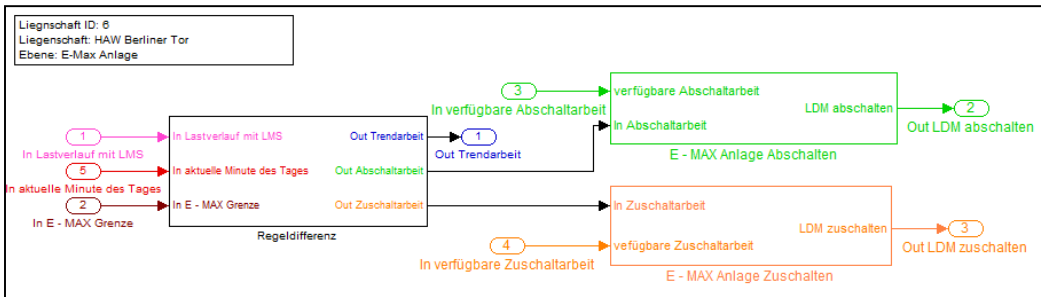 Liegnschaft ID: 6
Liegenschaft: HAW Berliner Tor
Ebene: E-Max Anlage
1
In Lastverlauf mit LMS
5
In aktuelle Minute des Tages
2
In E - MAX Grenze
In Lastverlauf mit LMS
In aktuelle Minute des Tages
In E - MAX Grenze
Out Trendarbeit
Out Abschaltarbeit
Out Zuschaltarbeit
Regeldifferenz
1
Out Trendarbeit
3
In verfügbare Abschaltarbeit
verfügbare Abschaltarbeit
In Abschaltarbeit
LDM abschalten
E - MAX Anlage Abschalten
2
Out LDM abschalten
4
In verfügbare Zuschaltarbeit
In Zuschaltarbeit
vefügbare Zuschaltarbeit
LDM zuschalten
E - MAX Anlage Zuschalten
3
Out LDM zuschalten